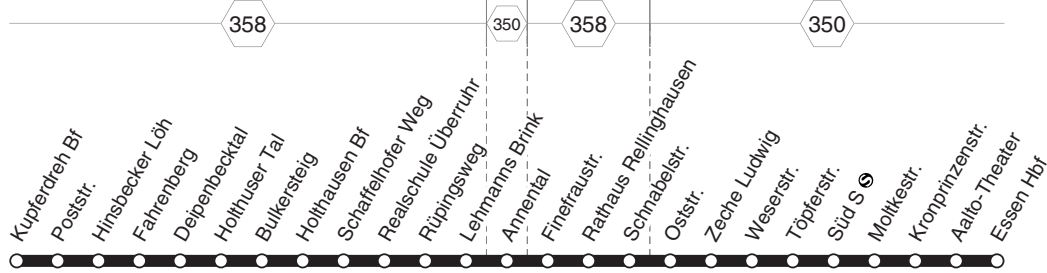 358
350
358
350
Kupferdreh Bf
Poststr.
Hinsbecker Löh
Fahrenberg
Deipenbecktal
Holthuser Tal
Bulkersteig
Holthausen Bf
Schaffelhofer Weg
Realschule Überruhr
Rüpingsweg
Lehmanns Brink
Annental
Finefraustr.
Rathaus Rellinghausen
Schnabelstr.
Oststr.
Zeche Ludwig
Weserstr.
Töpferstr.
Süd S S
Moltkestr.
Kronprinzenstr.
Aalto-Theater
Essen Hbf